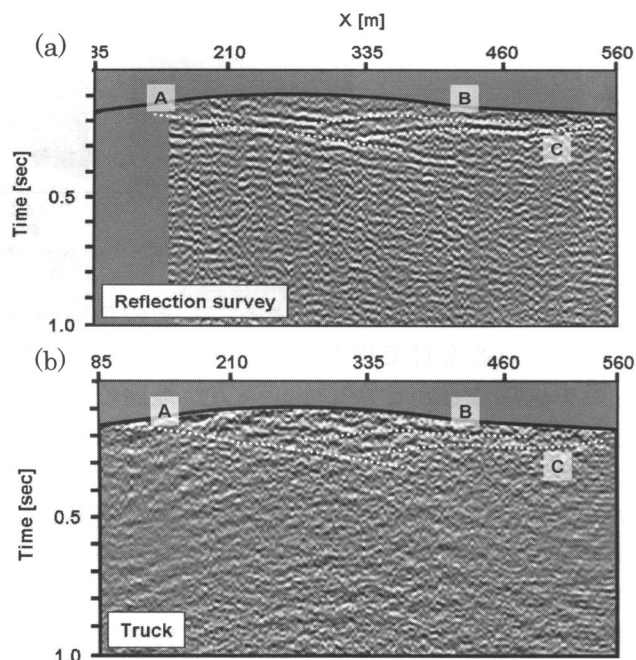 X [m]
(a)
85 210 335 460 560
A B
C
Time [sec]
0.5
1.0
Reflection survey
(b)
85 210 335 460 560
A B
C
Time [sec]
0.5
1.0
Truck